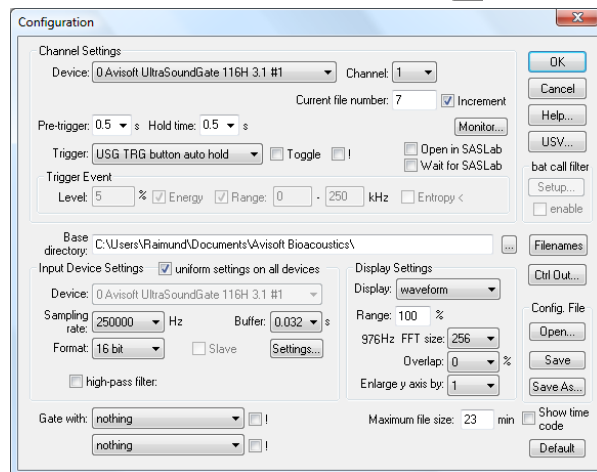 Configuration
Channel Settings
Device: 0 Avisoft UltraSoundGate 116H 3.1 #1 Channel: 1
OK
Cancel
Current file number: 7 Increment
Help...
Pre-trigger: 0.5 s Hold time: 0.5 s
Monitor...
USV...
Trigger: USG TRG button auto hold Toggle !
Open in SASLab
Wait for SASLab
bat call filter
Trigger Event
Setup...
Level: 5 % Energy Range: 0 - 250 kHz Entropy <
enable
Base directory: C:\Users\Raimund\Documents\Avisoft Bioacoustics\ ...
Filenames
Input Device Settings uniform settings on all devices
Display Settings
Ctrl Out...
Device: 0 Avisoft UltraSoundGate 116H 3.1 #1
Display: waveform
Sampling rate: 250000 Hz Buffer: 0.032 s
Range: 100 %
Config. File
Format: 16 bit Slave Settings...
976Hz FFT size: 256
Open...
Overlap: 0 %
Save
high-pass filter:
Enlarge y axis by: 1
Save As...
Gate with: nothing !
Maximum file size: 23 min
Show time code
nothing !
Default